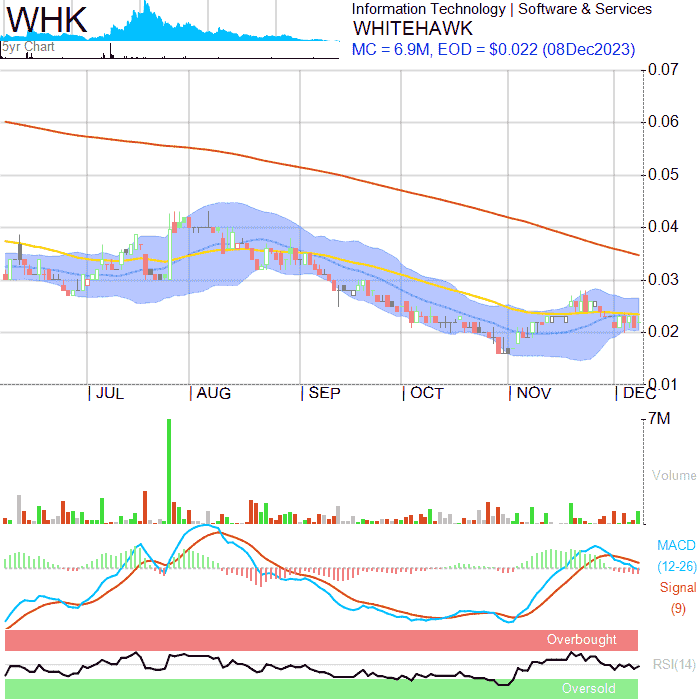 WHK
5yr Chart
Information Technology | Software & Services
WHITEHAWK
MC = 6.9M, EOD = $0.022 (08Dec2023)
0.07
0.06
0.05
0.04
0.03
0.02
0.01
JUL AUG SEP OCT NOV DEC
7M
Volume
MACD
(12-26)
Signal
(9)
Overbought
RSI(14)
Oversold